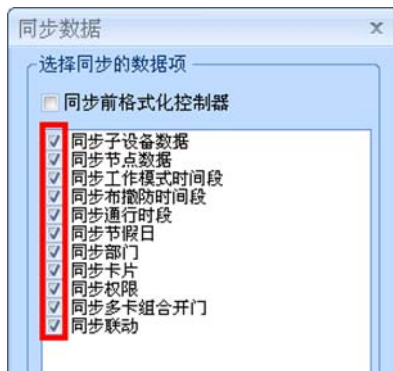 同步数据
选择同步的数据项
同步前格式化控制器
同步子设备数据
同步节点数据
同步工作模式时间段
同步布撤防时间段
同步通行时段
同步节假日
同步部门
同步卡片
同步权限
同步多卡组合开门
同步联动